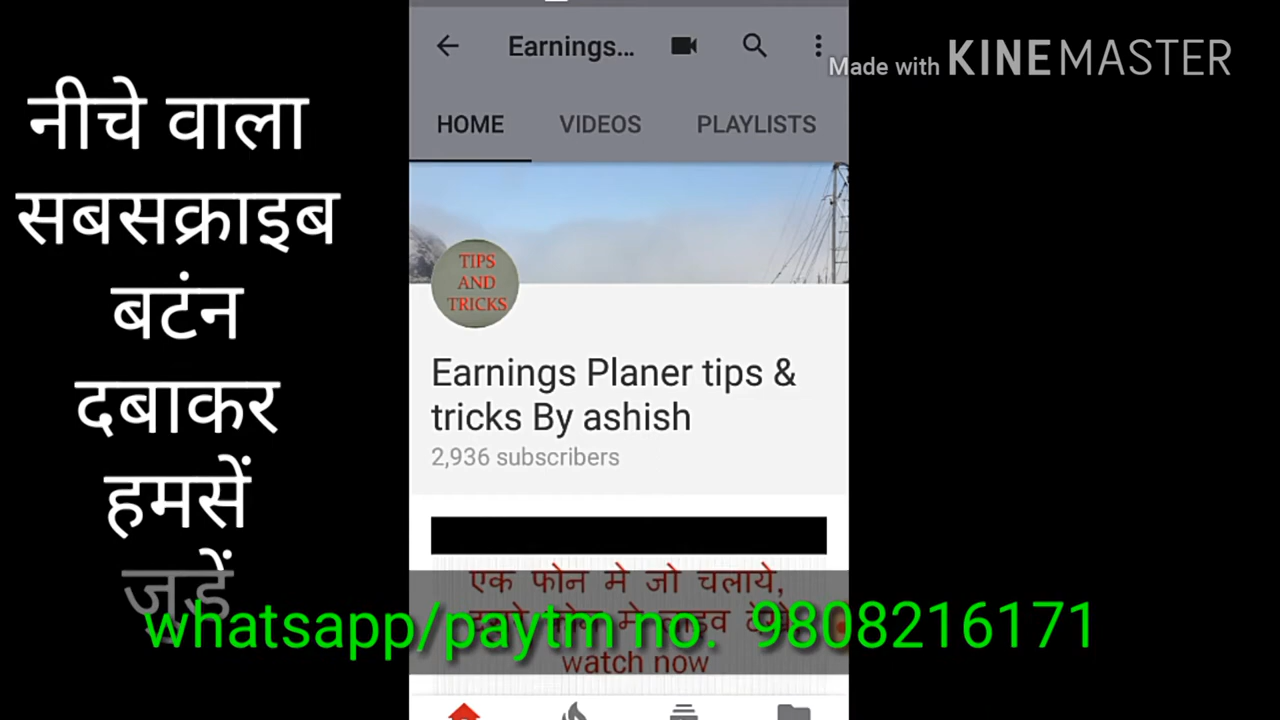 नीचे वाला
सबसक्राइब
बटंन
दबाकर
हमसें
जुड़ें
Earnings...
Made with KINEMASTER
HOME VIDEOS PLAYLISTS
TIPS
AND
TRICKS
Earnings Planer tips &
tricks By ashish
2,936 subscribers
एक फोन मे जो चलाये,
whatsapp/paytm no. 9808216171
watch now